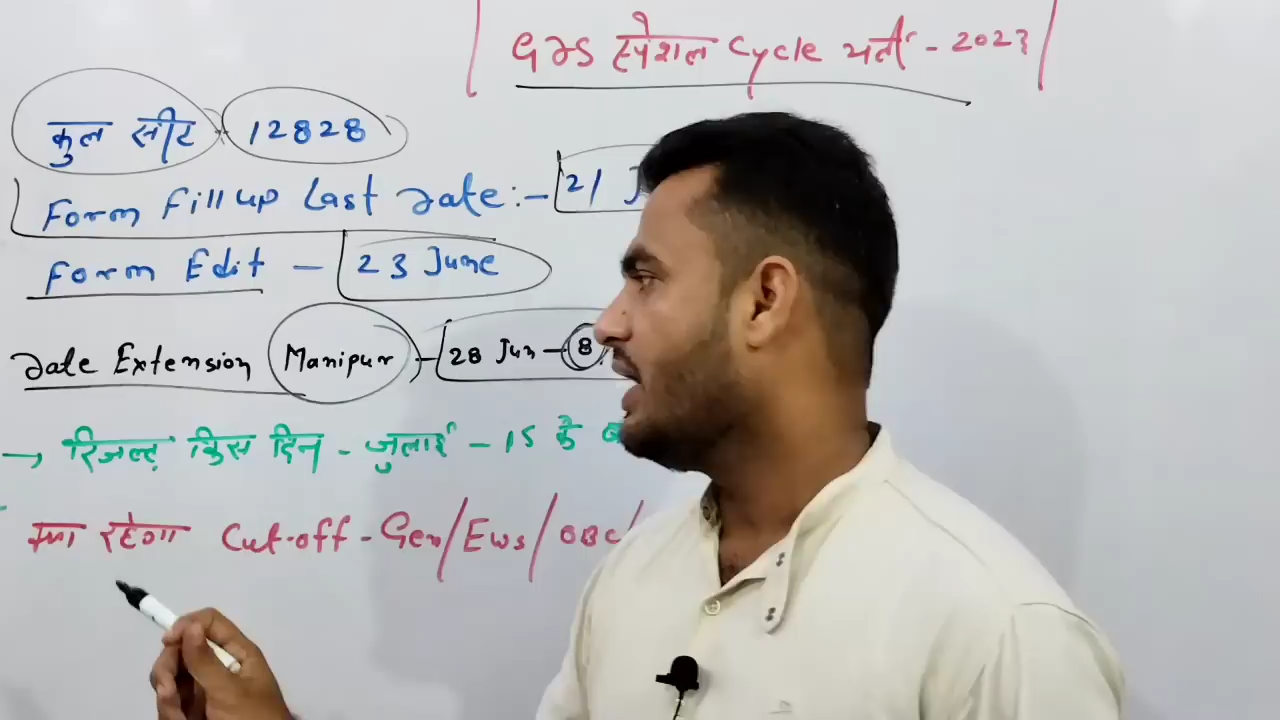 GDS स्पेशल Cycle भर्ती - 2023
कुल सीट - 12828
Form Fill up Last Date :- 21 J
Form Edit - 23 June
Date Extension Manipur - 28 Jun - 8
→ रिजल्ट किस दिन - जुलाई - 15 के
क्या रहेगा Cut-off - Gen/Ews/OBC/